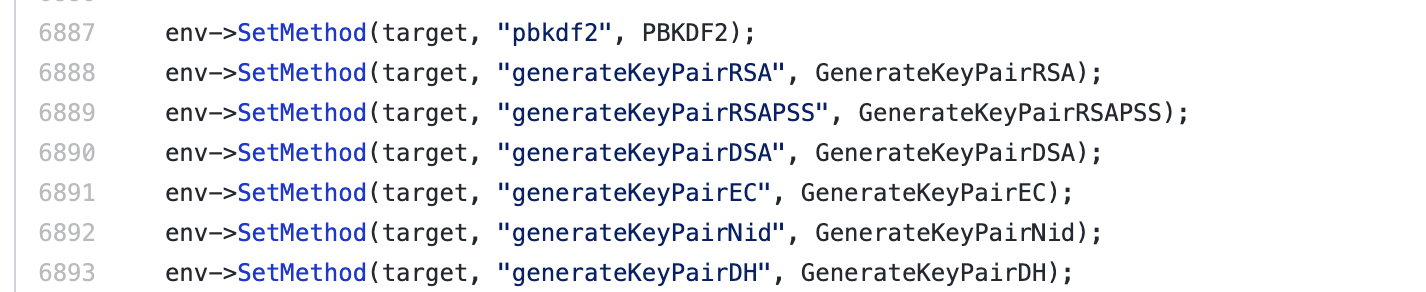 6887 env->SetMethod(target, "pbkdf2", PBKDF2);
6888 env->SetMethod(target, "generateKeyPairRSA", GenerateKeyPairRSA);
6889 env->SetMethod(target, "generateKeyPairRSAPSS", GenerateKeyPairRSAPSS);
6890 env->SetMethod(target, "generateKeyPairDSA", GenerateKeyPairDSA);
6891 env->SetMethod(target, "generateKeyPairEC", GenerateKeyPairEC);
6892 env->SetMethod(target, "generateKeyPairNid", GenerateKeyPairNid);
6893 env->SetMethod(target, "generateKeyPairDH", GenerateKeyPairDH);